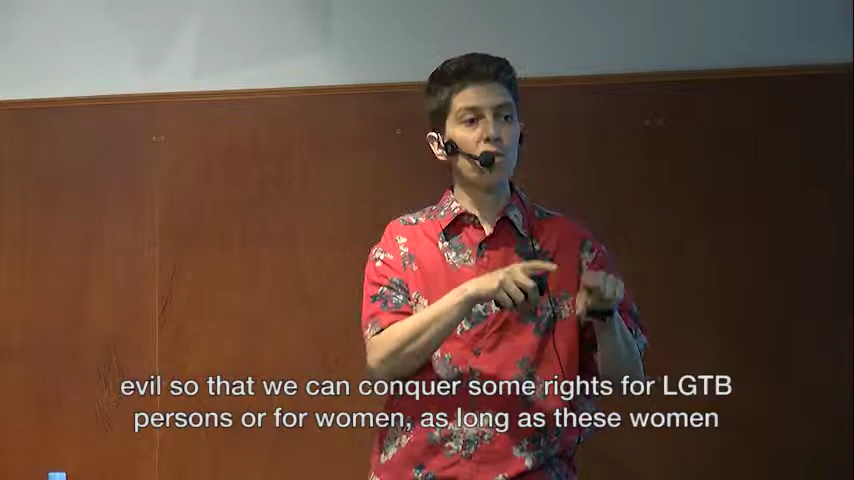 evil so that we can conquer some rights for LGTB
persons or for women, as long as these women